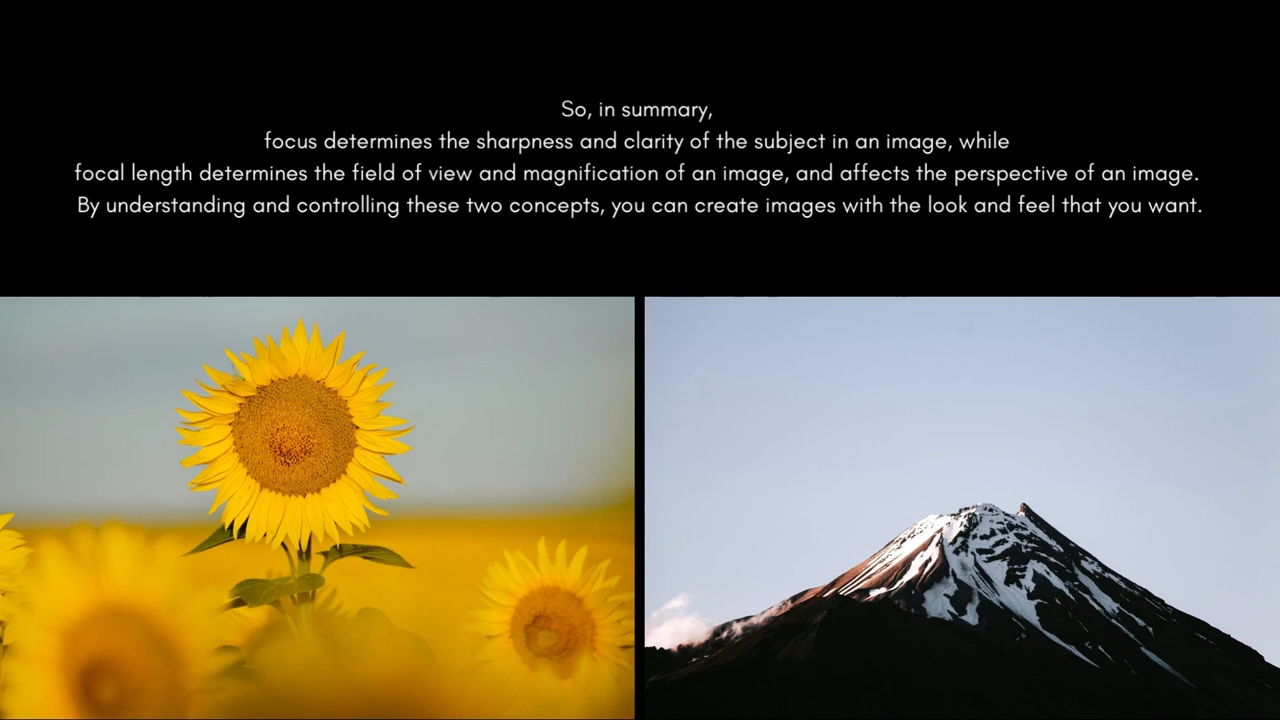 So, in summary,
focus determines the sharpness and clarity of the subject in an image, while
focal length determines the field of view and magnification of an image, and affects the perspective of an image.
By understanding and controlling these two concepts, you can create images with the look and feel that you want.